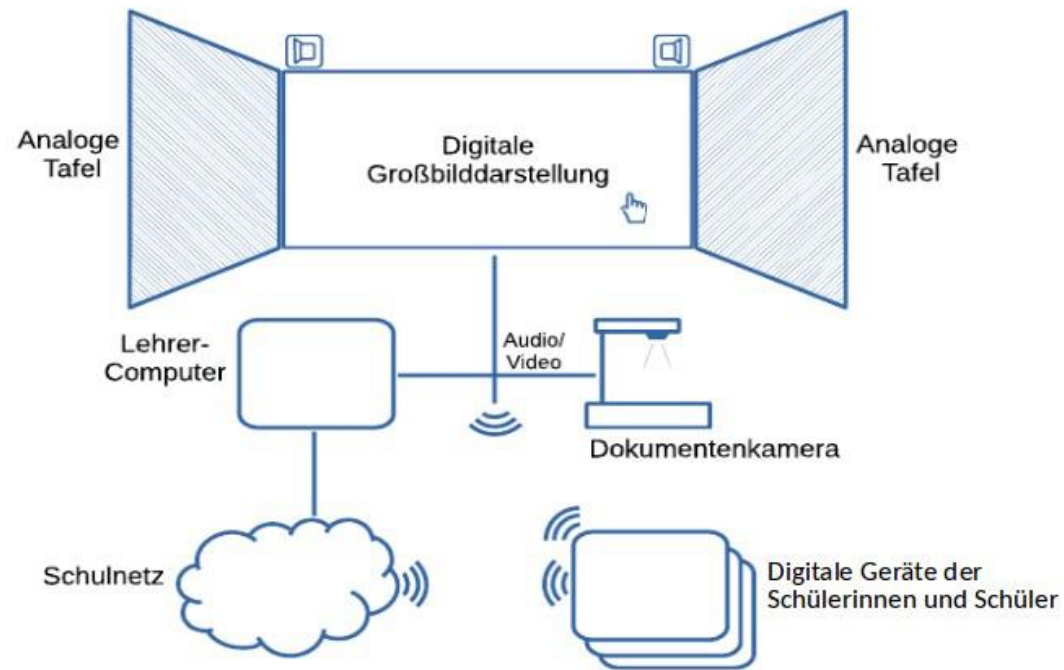 Analoge
Tafel
Digitale
Großbilddarstellung
Analoge
Tafel
Lehrer-
Computer
Audio/
Video
Dokumentenkamera
Schulnetz
Digitale Geräte der
Schülerinnen und Schüler